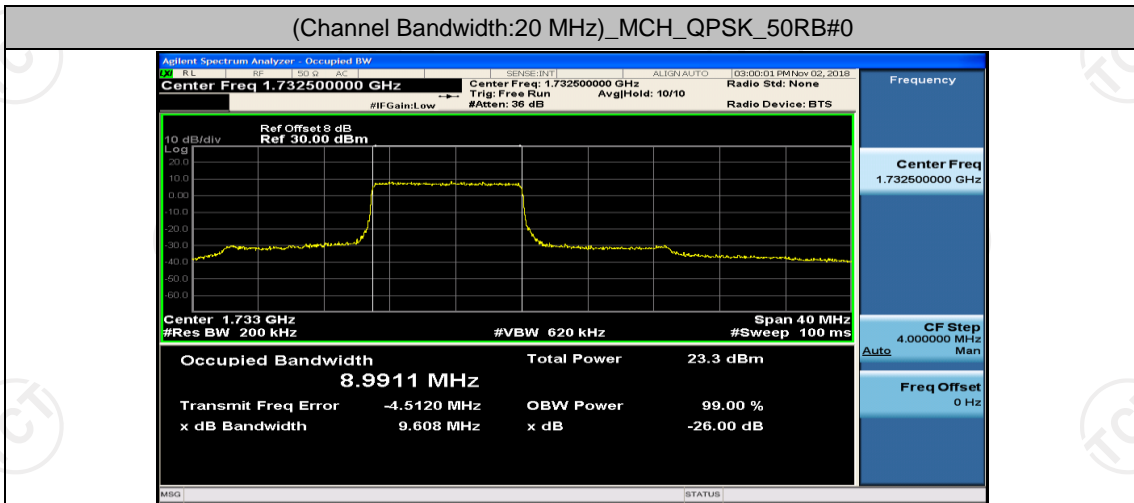 (Channel Bandwidth:20 MHz)_MCH_QPSK_50RB#0
Agilent Spectrum Analyzer - Occupied BW
LXI RL RF 50 Ω AC SENSE:INT ALIGN AUTO 03:00:01 PM Nov 02, 2018
Center Freq 1.732500000 GHz Center Freq: 1.732500000 GHz Radio Std: None
Trig: Free Run Avg|Hold: 10/10
#IFGain:Low #Atten: 36 dB Radio Device: BTS
Ref Offset 8 dB
10 dB/div Ref 30.00 dBm
Log
20.0
10.0
0.00
-10.0
-20.0
-30.0
-40.0
-50.0
-60.0
Center 1.733 GHz Span 40 MHz
#Res BW 200 kHz #VBW 620 kHz #Sweep 100 ms
Occupied Bandwidth Total Power 23.3 dBm
8.9911 MHz
Transmit Freq Error -4.5120 MHz OBW Power 99.00 %
x dB Bandwidth 9.608 MHz x dB -26.00 dB
MSG STATUS
Frequency
Center Freq
1.732500000 GHz
CF Step
4.000000 MHz
Auto Man
Freq Offset
0 Hz
TCT
TCT